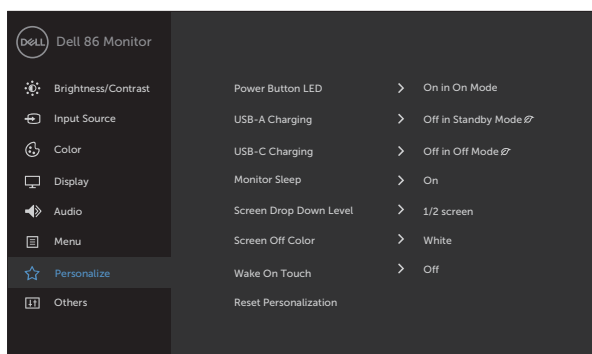 DELL Dell 86 Monitor
Brightness/Contrast
Input Source
Color
Display
Audio
Menu
Personalize
Others
Power Button LED > On in On Mode
USB-A Charging > Off in Standby Mode
USB-C Charging > Off in Off Mode
Monitor Sleep > On
Screen Drop Down Level > 1/2 screen
Screen Off Color > White
Wake On Touch > Off
Reset Personalization